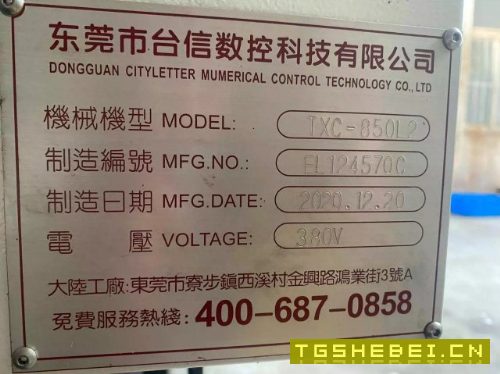 东莞市台信数控科技有限公司
DONGGUAN CITYLETTER MUMERICAL CONTROL TECHNOLOGY CO.,LTD
機械機型 MODEL: TXC-850LP
制造編號 MFG.NO.: EL124570C
制造日期 MFG.DATE: 2020.12.20
電 壓 VOLTAGE: 380V
大陸工廠:東莞市寮步鎮西溪村金興路鴻業街3號A
免費服務熱綫:400-687-0858
TGSHEBEI.CN